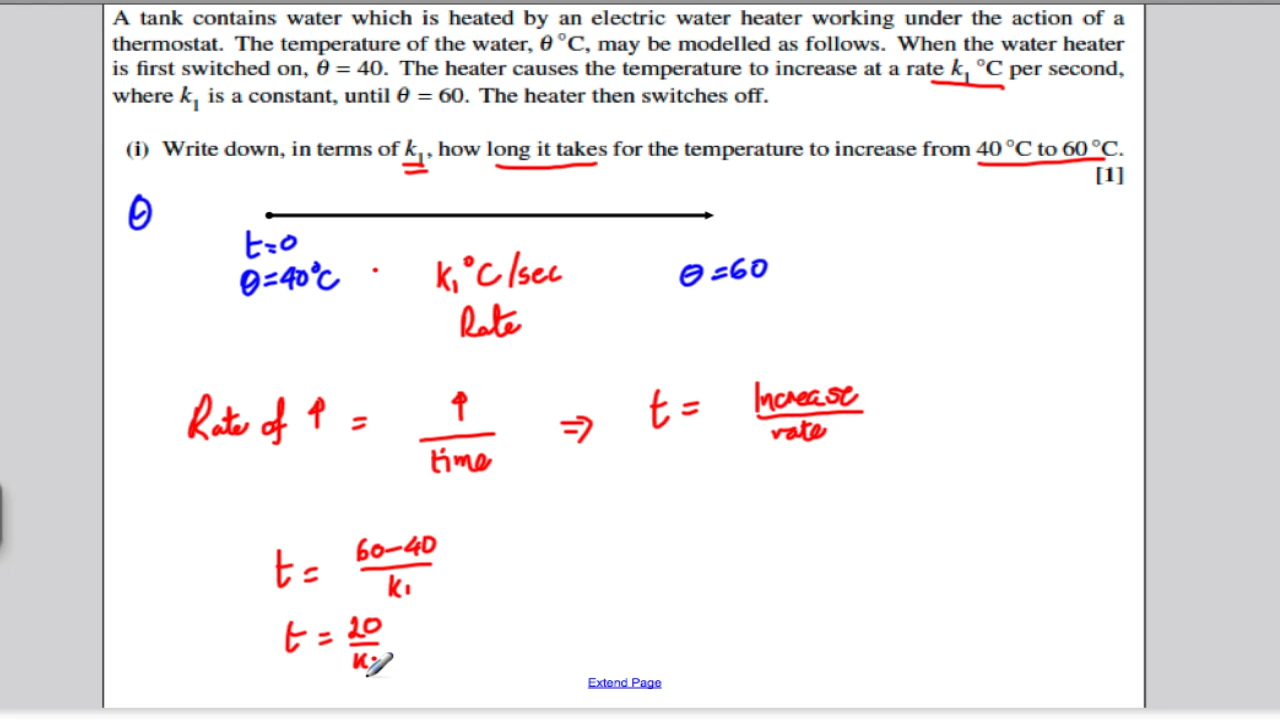 A tank contains water which is heated by an electric water heater working under the action of a
thermostat. The temperature of the water, θ °C, may be modelled as follows. When the water heater
is first switched on, θ = 40. The heater causes the temperature to increase at a rate k₁ °C per second,
where k₁ is a constant, until θ = 60. The heater then switches off.
(i) Write down, in terms of k₁, how long it takes for the temperature to increase from 40 °C to 60 °C.
[1]
θ
t=0
θ=40°C k₁°C/sec θ=60
Rate
Rate of ↑ = ↑/time ⇒ t = Increase/rate
t = 60-40/k₁
t = 20/k₁
Extend Page